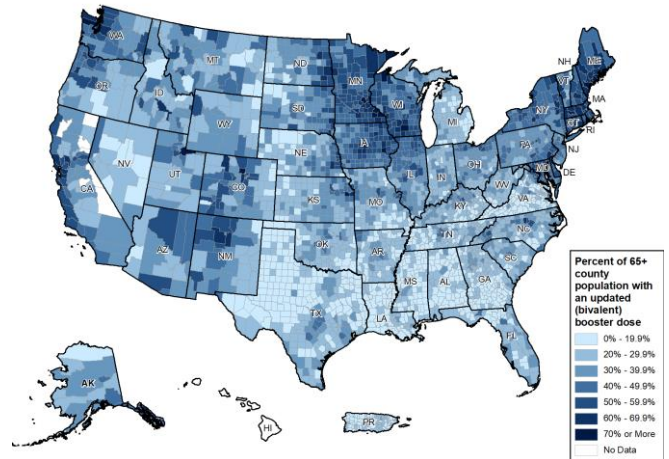 WA
MT
ND
MN
ME
NH
VT
OR
ID
SD
WI
NY
MA
WY
MI
CT
RI
IA
PA
NJ
NE
NV
OH
IL
IN
MD
DE
UT
CO
WV
CA
VA
KS
MO
KY
NC
TN
AZ
NM
OK
AR
SC
MS
AL
GA
TX
LA
FL
AK
HI
PR
Percent of 65+
county
population with
an updated
(bivalent)
booster dose
0% - 19.9%
20% - 29.9%
30% - 39.9%
40% - 49.9%
50% - 59.9%
60% - 69.9%
70% or More
No Data